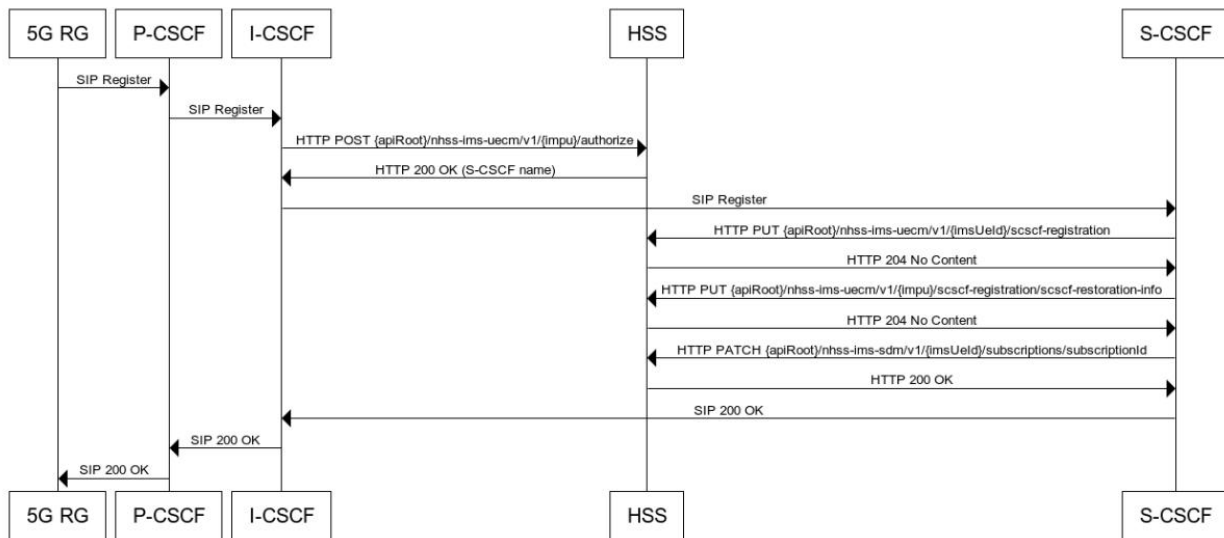 5G RG
P-CSCF
I-CSCF
HSS
S-CSCF
SIP Register
SIP Register
HTTP POST {apiRoot}/nhss-ims-uecm/v1/{impu}/authorize
HTTP 200 OK (S-CSCF name)
SIP Register
HTTP PUT {apiRoot}/nhss-ims-uecm/v1/{imsUeId}/scscf-registration
HTTP 204 No Content
HTTP PUT {apiRoot}/nhss-ims-uecm/v1/{impu}/scscf-registration/scscf-restoration-info
HTTP 204 No Content
HTTP PATCH {apiRoot}/nhss-ims-sdm/v1/{imsUeId}/subscriptions/subscriptionId
HTTP 200 OK
SIP 200 OK
SIP 200 OK
SIP 200 OK
5G RG
P-CSCF
I-CSCF
HSS
S-CSCF